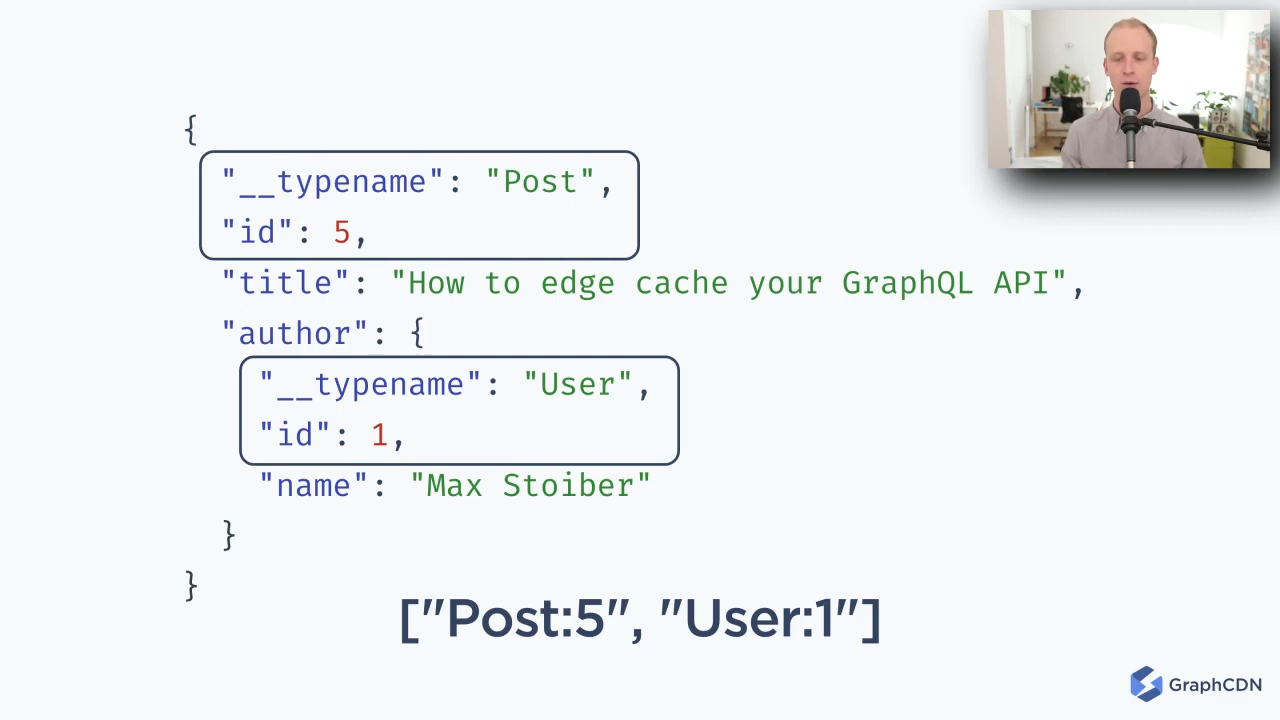 {
"__typename": "Post",
"id": 5,
"title": "How to edge cache your GraphQL API",
"author": {
"__typename": "User",
"id": 1,
"name": "Max Stoiber"
}
}
["Post:5", "User:1"]
GraphCDN